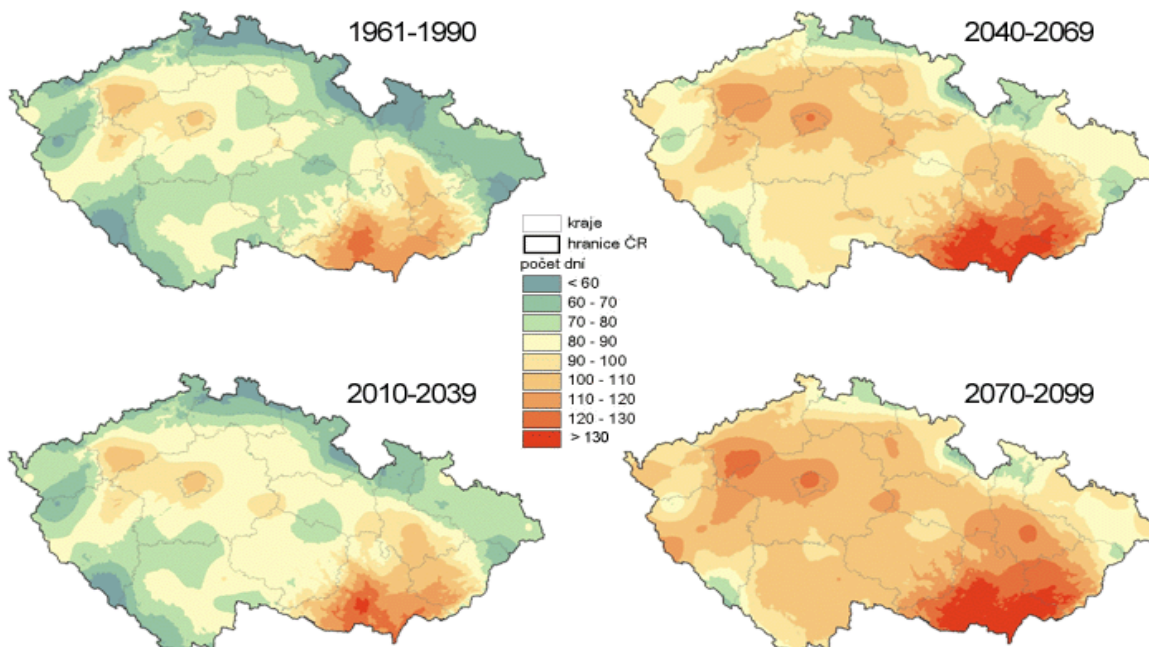 1961-1990
2040-2069
kraje
hranice ČR
počet dní
< 60
60 - 70
70 - 80
80 - 90
90 - 100
100 - 110
110 - 120
120 - 130
> 130
2010-2039
2070-2099